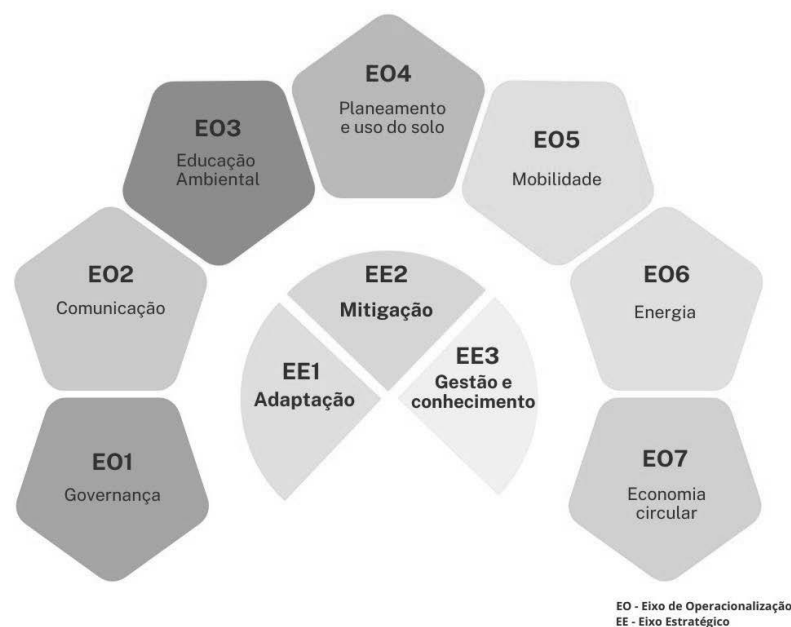 EO1
Governança
EO2
Comunicação
EO3
Educação
Ambiental
EO4
Planeamento
e uso do solo
EO5
Mobilidade
EO6
Energia
EO7
Economia
circular
EE1
Adaptação
EE2
Mitigação
EE3
Gestão e
conhecimento
EO - Eixo de Operacionalização
EE - Eixo Estratégico